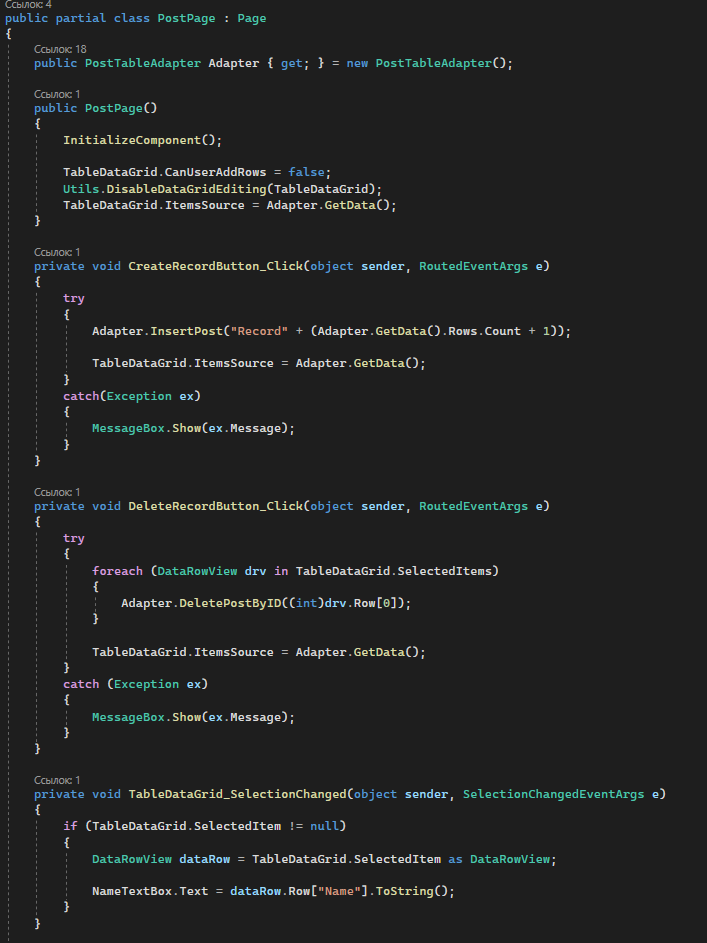 Ссылок: 4
public partial class PostPage : Page
{
Ссылок: 18
public PostTableAdapter Adapter { get; } = new PostTableAdapter();
Ссылок: 1
public PostPage()
{
InitializeComponent();
TableDataGrid.CanUserAddRows = false;
Utils.DisableDataGridEditing(TableDataGrid);
TableDataGrid.ItemsSource = Adapter.GetData();
}
Ссылок: 1
private void CreateRecordButton_Click(object sender, RoutedEventArgs e)
{
try
{
Adapter.InsertPost("Record" + (Adapter.GetData().Rows.Count + 1));
TableDataGrid.ItemsSource = Adapter.GetData();
}
catch(Exception ex)
{
MessageBox.Show(ex.Message);
}
}
Ссылок: 1
private void DeleteRecordButton_Click(object sender, RoutedEventArgs e)
{
try
{
foreach (DataRowView drv in TableDataGrid.SelectedItems)
{
Adapter.DeletePostByID((int)drv.Row[0]);
}
TableDataGrid.ItemsSource = Adapter.GetData();
}
catch (Exception ex)
{
MessageBox.Show(ex.Message);
}
}
Ссылок: 1
private void TableDataGrid_SelectionChanged(object sender, SelectionChangedEventArgs e)
{
if (TableDataGrid.SelectedItem != null)
{
DataRowView dataRow = TableDataGrid.SelectedItem as DataRowView;
NameTextBox.Text = dataRow.Row["Name"].ToString();
}
}